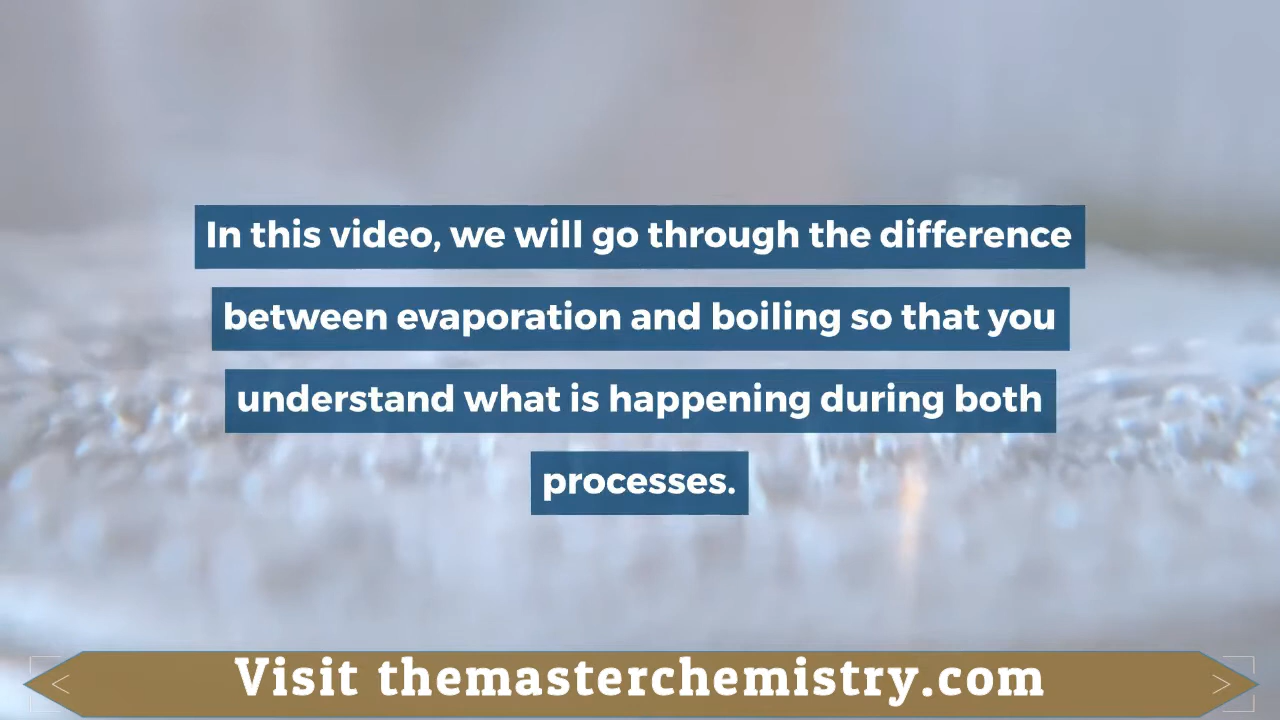 In this video, we will go through the difference
between evaporation and boiling so that you
understand what is happening during both
processes.
< Visit themasterchemistry.com >